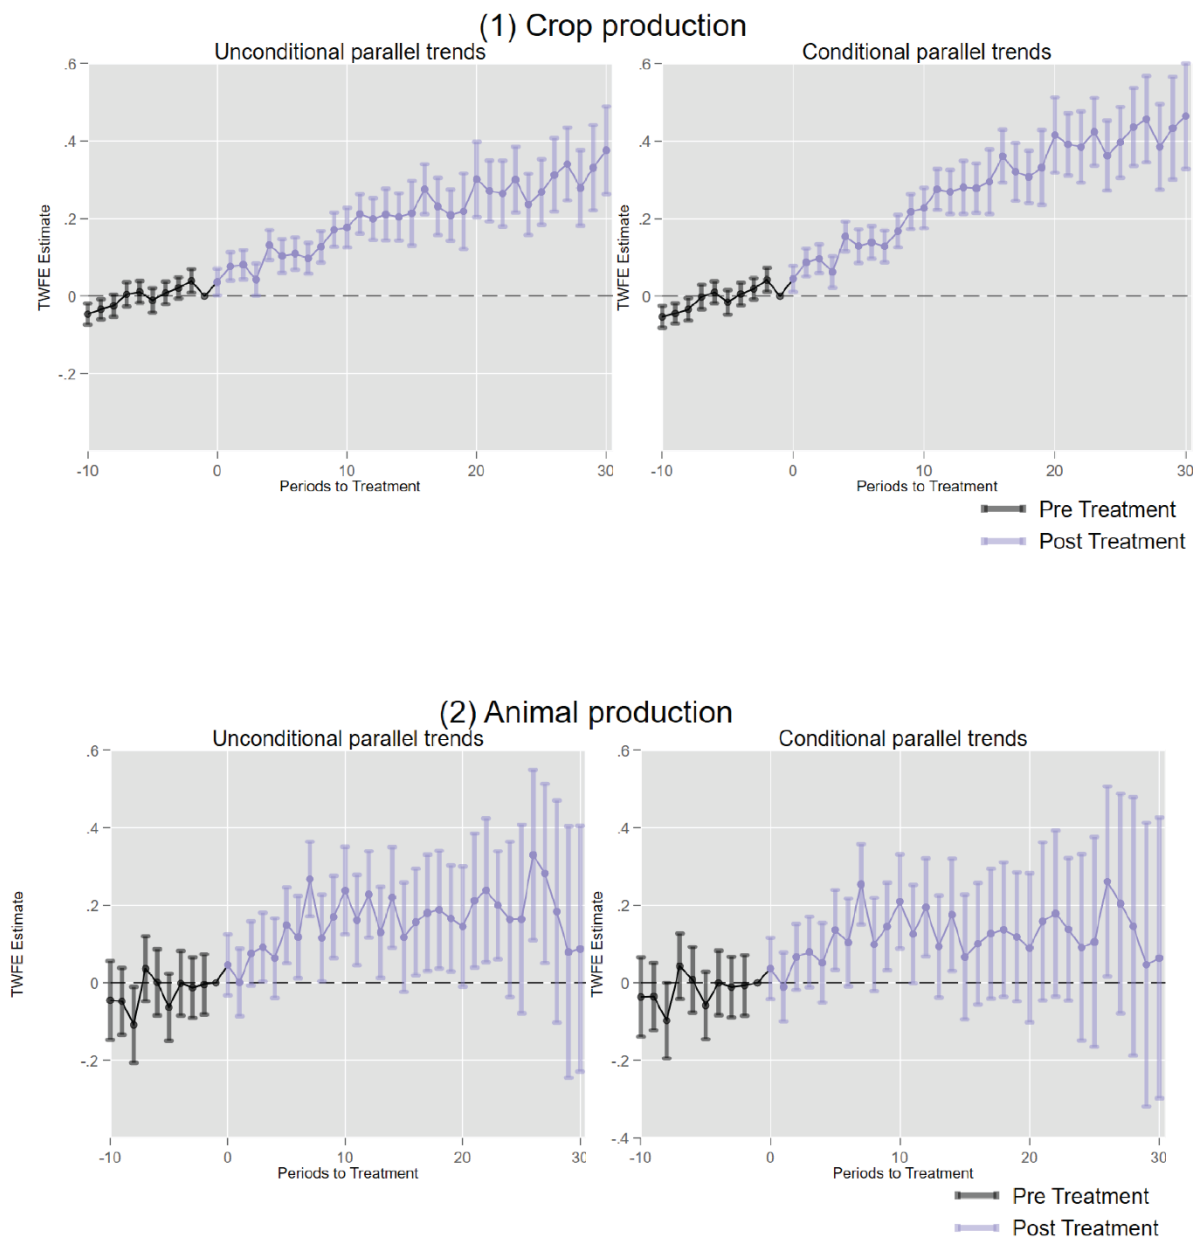 (1) Crop production
Unconditional parallel trends
.6
.4
.2
0
-.2
TWFE Estimate
-10 0 10 20 30
Periods to Treatment
Conditional parallel trends
.6
.4
.2
0
-.2
TWFE Estimate
-10 0 10 20 30
Periods to Treatment
Pre Treatment
Post Treatment
(2) Animal production
Unconditional parallel trends
.6
.4
.2
0
-.2
TWFE Estimate
-10 0 10 20 30
Periods to Treatment
Conditional parallel trends
.6
.4
.2
0
-.2
-.4
TWFE Estimate
-10 0 10 20 30
Periods to Treatment
Pre Treatment
Post Treatment